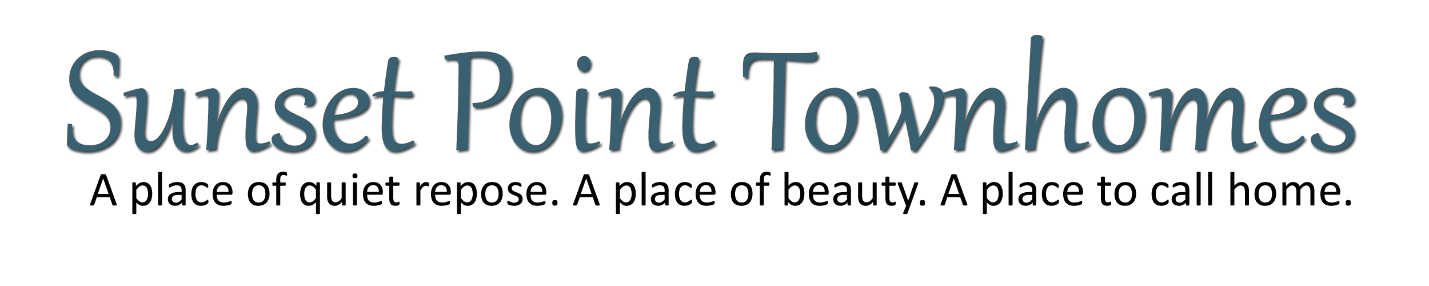 Sunset Point Townhomes
A place of quiet repose. A place of beauty. A place to call home.